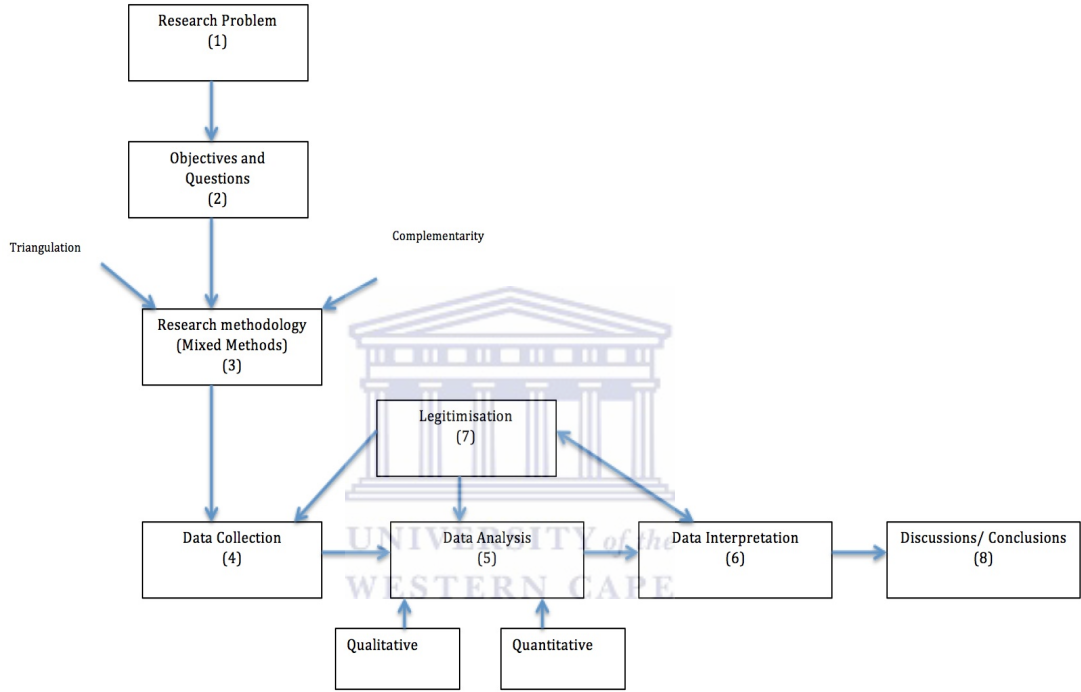 Research Problem
(1)
Objectives and
Questions
(2)
Triangulation
Complementarity
Research methodology
(Mixed Methods)
(3)
Legitimisation
(7)
Data Collection
(4)
Data Analysis
(5)
Data Interpretation
(6)
Discussions/ Conclusions
(8)
UNIVERSITY of the
WESTERN CAPE
Qualitative
Quantitative